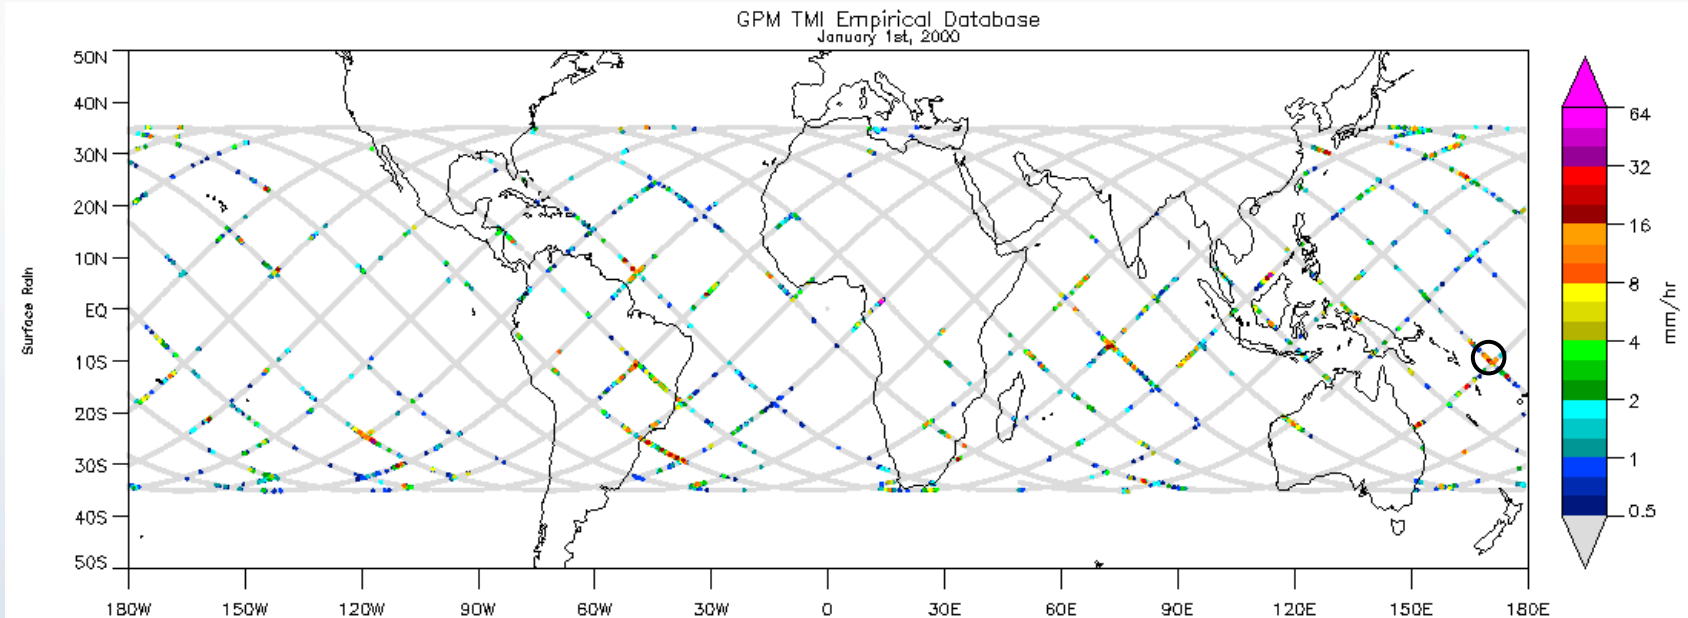 GPM TMI Empirical Database
January 1st, 2000
50N
40N
30N
20N
10N
EQ
10S
20S
30S
40S
50S
Surface Rain
180W 150W 120W 90W 60W 30W 0 30E 60E 90E 120E 150E 180E
64
32
16
8
4
2
1
0.5
mm/hr